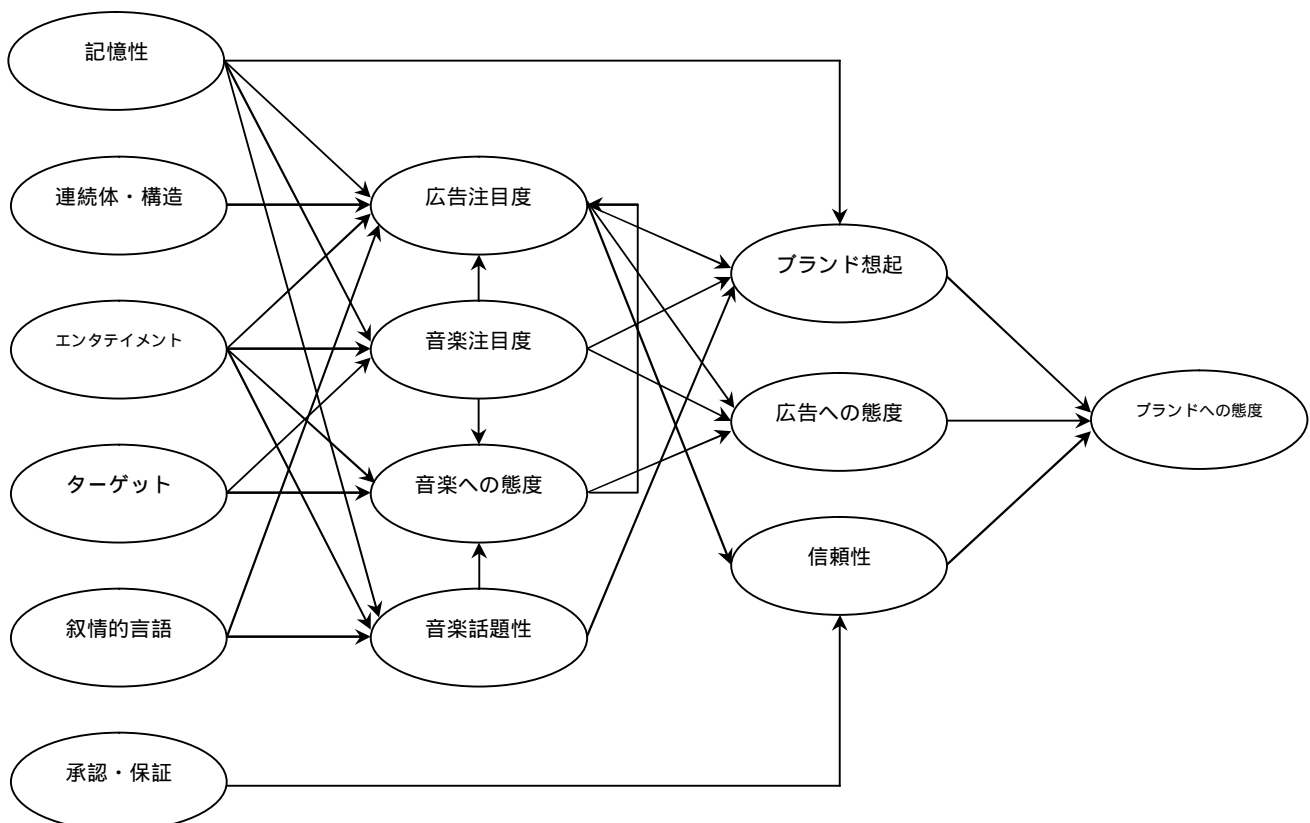 記憶性
連続体・構造
エンタテイメント
ターゲット
叙情的言語
承認・保証
広告注目度
音楽注目度
音楽への態度
音楽話題性
ブランド想起
広告への態度
信頼性
ブランドへの態度